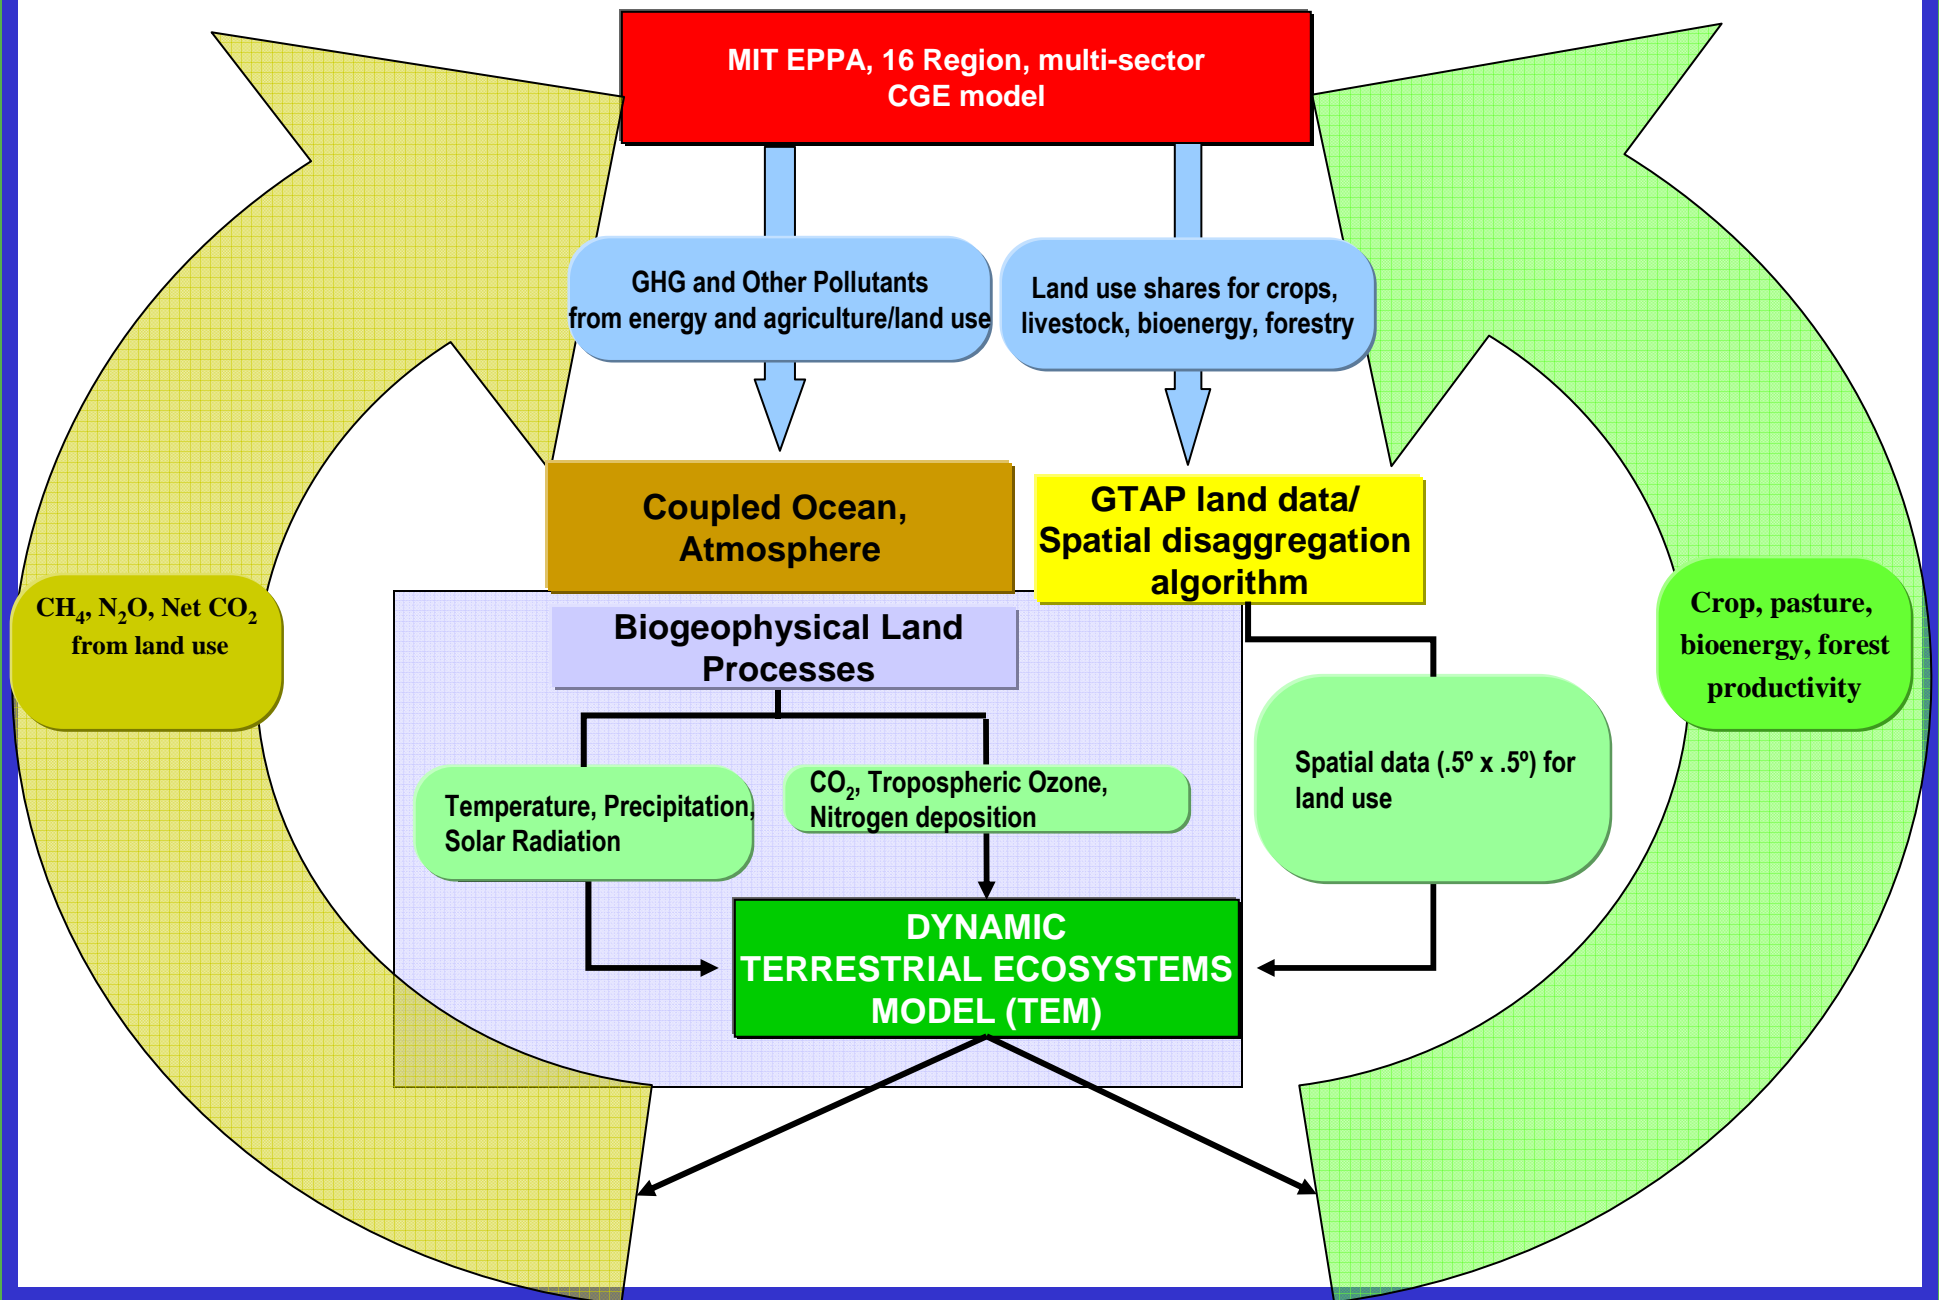 MIT EPPA, 16 Region, multi-sector
CGE model
GHG and Other Pollutants
from energy and agriculture/land use
Land use shares for crops,
livestock, bioenergy, forestry
Coupled Ocean,
Atmosphere
GTAP land data/
Spatial disaggregation
algorithm
CH₄, N₂O, Net CO₂
from land use
Biogeophysical Land
Processes
Crop, pasture,
bioenergy, forest
productivity
Temperature, Precipitation,
Solar Radiation
CO₂, Tropospheric Ozone,
Nitrogen deposition
Spatial data (.5º x .5º) for
land use
DYNAMIC
TERRESTRIAL ECOSYSTEMS
MODEL (TEM)